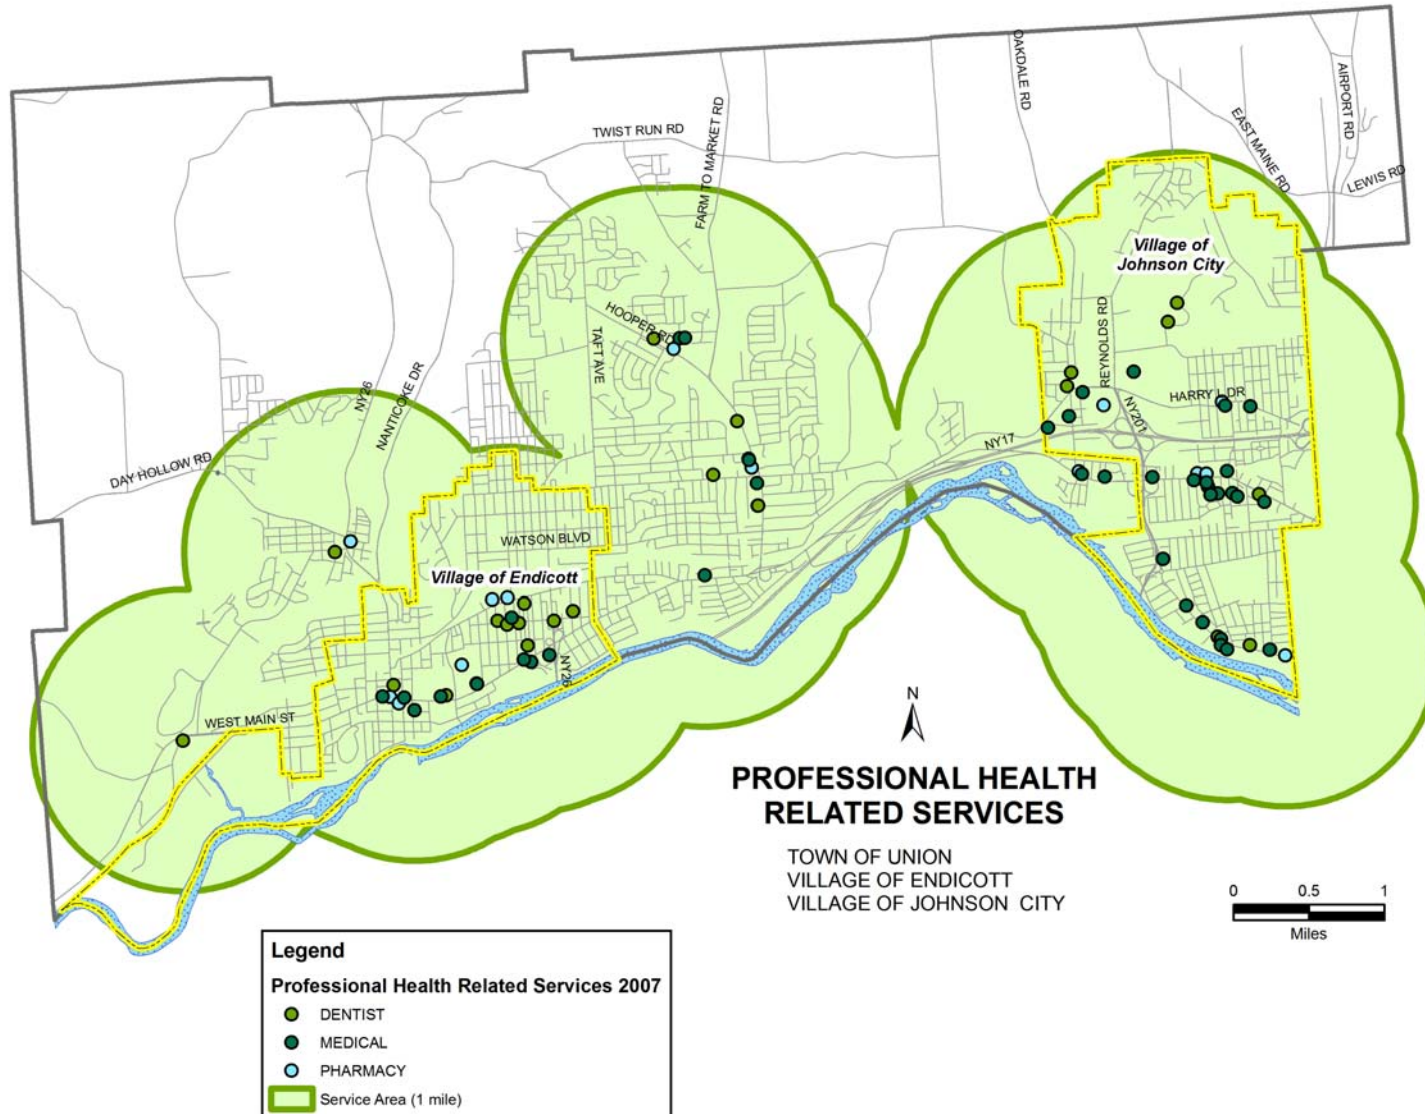 OAKDALE RD
AIRPORT RD
EAST MAINE RD
LEWIS RD
TWIST RUN RD
FARM TO MARKET RD
Village of
Johnson City
HOOPER RD
TAFT AVE
REYNOLDS RD
HARRY L DR
NY201
NY17
NY26
NANTICOKE DR
DAY HOLLOW RD
WATSON BLVD
Village of Endicott
NY26
WEST MAIN ST
N
PROFESSIONAL HEALTH
RELATED SERVICES
TOWN OF UNION
VILLAGE OF ENDICOTT
VILLAGE OF JOHNSON CITY
0 0.5 1
Miles
Legend
Professional Health Related Services 2007
DENTIST
MEDICAL
PHARMACY
Service Area (1 mile)